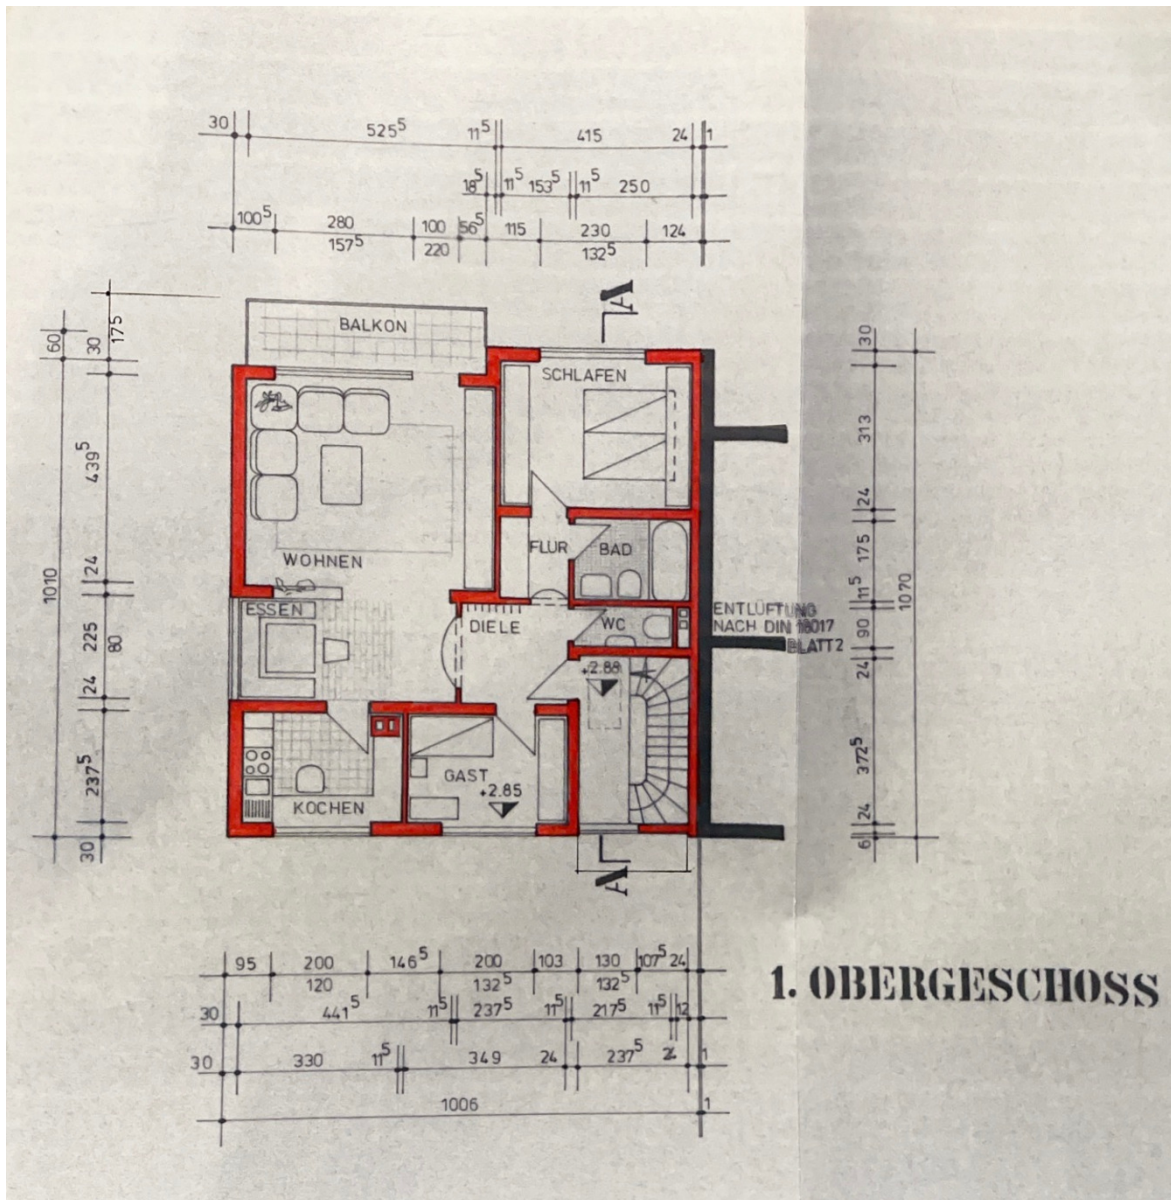 30 525⁵ 11⁵ 415 24 1
18⁵ 11⁵ 153⁵ 11⁵ 250
100⁵ 280 100 56⁵ 115 230 124
157⁵ 220 132⁵
A
60 30 175
30
BALKON
SCHLAFEN
439⁵
313
24
WOHNEN
FLUR
BAD
175
24
1010
11⁵
1070
ESSEN
DIELE
WC
ENTLÜFTUNG
NACH DIN 18017
BLATT 2
225 80
90
24
+2.88
24
GAST
+2.85
KOCHEN
237⁵
372⁵
24
30
6
A
95 200 146⁵ 200 103 130 107⁵ 24
120 132⁵ 132⁵
1. OBERGESCHOSS
30 441⁵ 11⁵ 237⁵ 11⁵ 217⁵ 11⁵ 12
30 330 11⁵ 349 24 237⁵ 24 1
1006 1